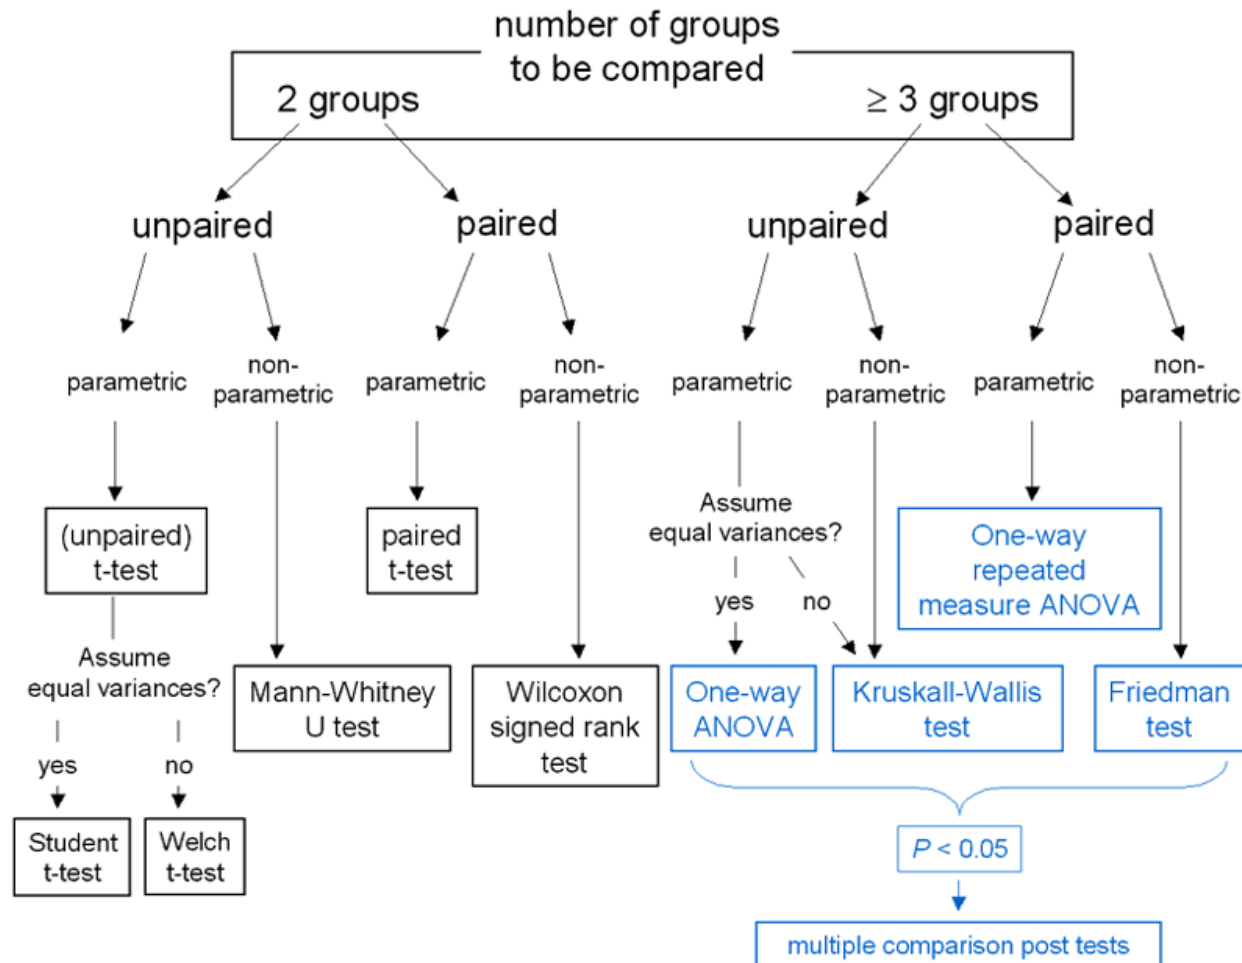 number of groups
to be compared
2 groups
≥ 3 groups
unpaired
paired
unpaired
paired
parametric
non-
parametric
parametric
non-
parametric
parametric
non-
parametric
parametric
non-
parametric
(unpaired)
t-test
paired
t-test
Assume
equal variances?
One-way
repeated
measure ANOVA
yes
no
Assume
equal variances?
Mann-Whitney
U test
Wilcoxon
signed rank
test
One-way
ANOVA
Kruskall-Wallis
test
Friedman
test
yes
no
Student
t-test
Welch
t-test
P < 0.05
multiple comparison post tests